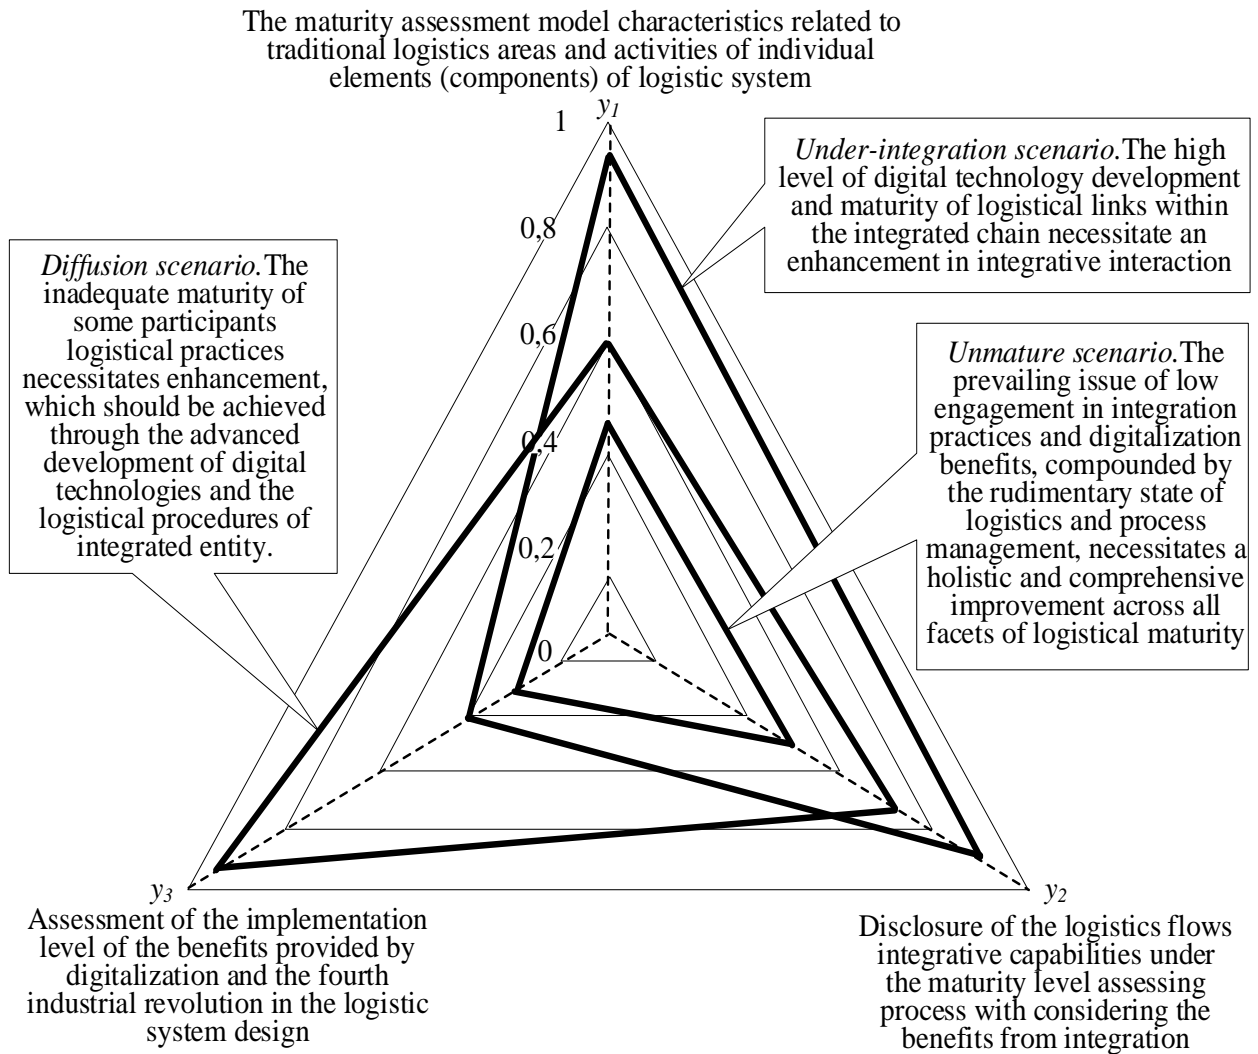 The maturity assessment model characteristics related to
traditional logistics areas and activities of individual
elements (components) of logistic system
y1
1
0,8
0,6
0,4
0,2
0
Under-integration scenario.The high
level of digital technology development
and maturity of logistical links within
the integrated chain necessitate an
enhancement in integrative interaction
Diffusion scenario.The
inadequate maturity of
some participants
logistical practices
necessitates enhancement,
which should be achieved
through the advanced
development of digital
technologies and the
logistical procedures of
integrated entity.
Unmature scenario.The
prevailing issue of low
engagement in integration
practices and digitalization
benefits, compounded by
the rudimentary state of
logistics and process
management, necessitates a
holistic and comprehensive
improvement across all
facets of logistical maturity
y3
Assessment of the implementation
level of the benefits provided by
digitalization and the fourth
industrial revolution in the logistic
system design
y2
Disclosure of the logistics flows
integrative capabilities under
the maturity level assessing
process with considering the
benefits from integration